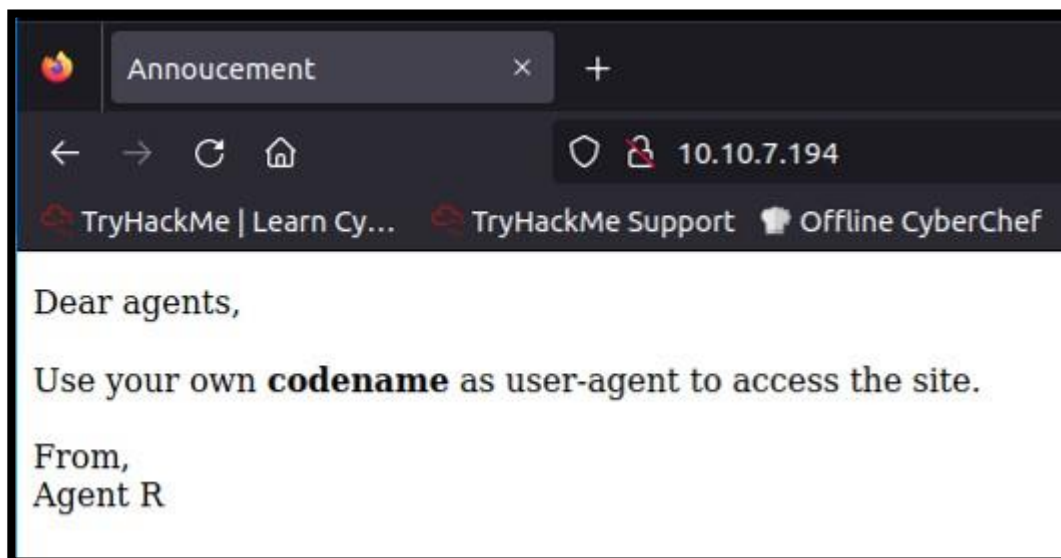 Annoucement
10.10.7.194
TryHackMe | Learn Cy...
TryHackMe Support
Offline CyberChef
Dear agents,
Use your own codename as user-agent to access the site.
From,
Agent R